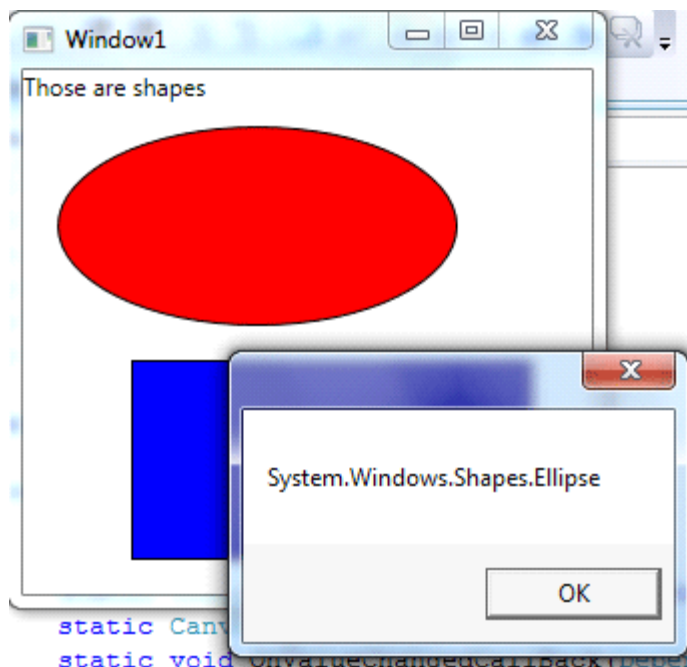 Window1
Those are shapes
System.Windows.Shapes.Ellipse
OK
static Canv
static void OnValueChangedCallBack(